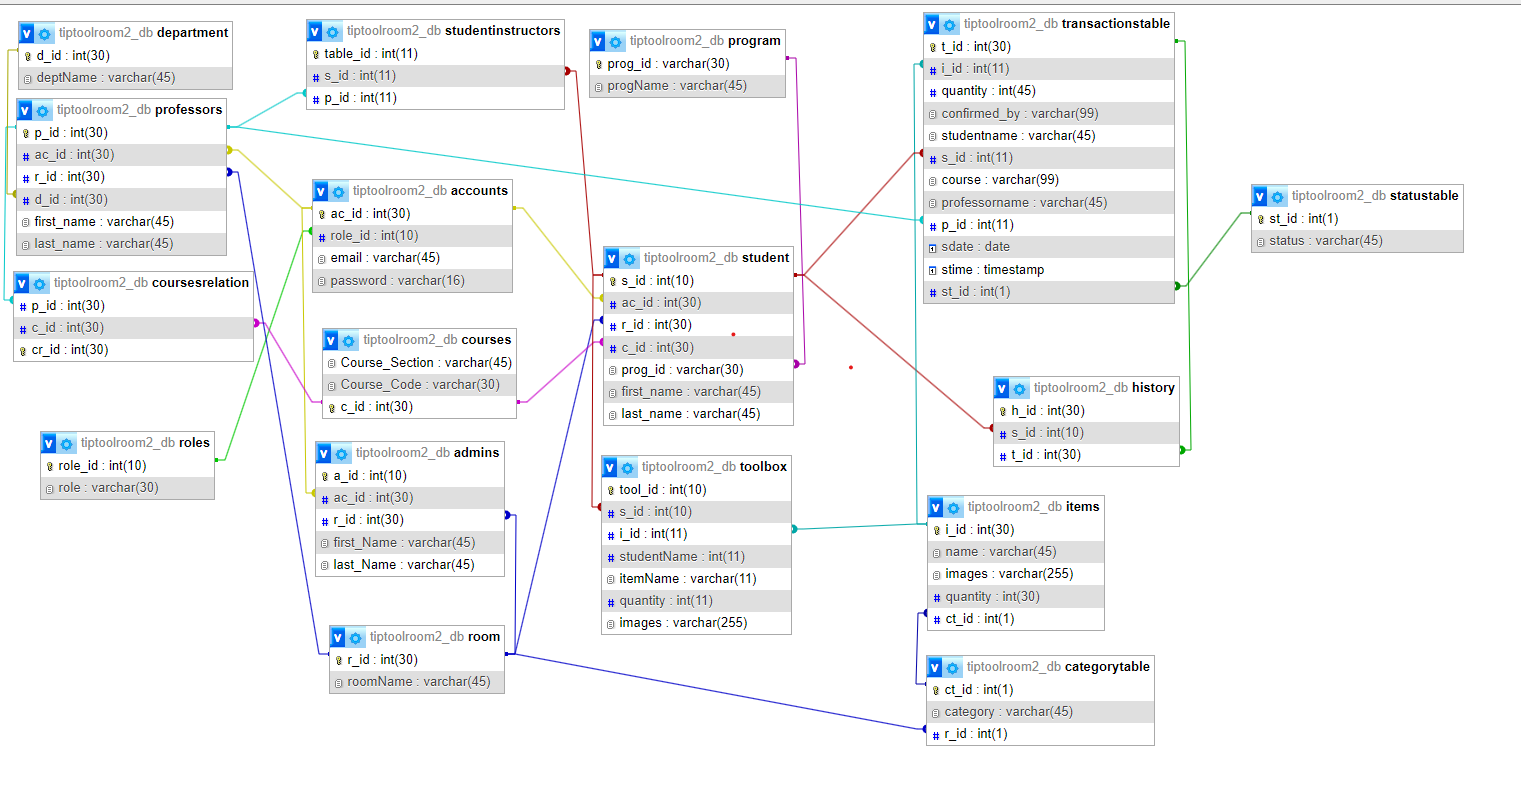 tiptoolroom2_db department
d_id : int(30)
deptName : varchar(45)
tiptoolroom2_db professors
p_id : int(30)
ac_id : int(30)
r_id : int(30)
d_id : int(30)
first_name : varchar(45)
last_name : varchar(45)
tiptoolroom2_db coursesrelation
p_id : int(30)
c_id : int(30)
cr_id : int(30)
tiptoolroom2_db roles
role_id : int(10)
role : varchar(30)
tiptoolroom2_db studentinstructors
table_id : int(11)
s_id : int(11)
p_id : int(11)
tiptoolroom2_db accounts
ac_id : int(30)
role_id : int(10)
email : varchar(45)
password : varchar(16)
tiptoolroom2_db courses
Course_Section : varchar(45)
Course_Code : varchar(30)
c_id : int(30)
tiptoolroom2_db admins
a_id : int(10)
ac_id : int(30)
r_id : int(30)
first_Name : varchar(45)
last_Name : varchar(45)
tiptoolroom2_db room
r_id : int(30)
roomName : varchar(45)
tiptoolroom2_db program
prog_id : varchar(30)
progName : varchar(45)
tiptoolroom2_db student
s_id : int(10)
ac_id : int(30)
r_id : int(30)
c_id : int(30)
prog_id : varchar(30)
first_name : varchar(45)
last_name : varchar(45)
tiptoolroom2_db toolbox
tool_id : int(10)
s_id : int(10)
i_id : int(11)
studentName : int(11)
itemName : varchar(11)
quantity : int(11)
images : varchar(255)
tiptoolroom2_db transactionstable
t_id : int(30)
i_id : int(11)
quantity : int(45)
confirmed_by : varchar(99)
studentname : varchar(45)
s_id : int(11)
course : varchar(99)
professorname : varchar(45)
p_id : int(11)
sdate : date
stime : timestamp
st_id : int(1)
tiptoolroom2_db history
h_id : int(30)
s_id : int(10)
t_id : int(30)
tiptoolroom2_db items
i_id : int(30)
name : varchar(45)
images : varchar(255)
quantity : int(30)
ct_id : int(1)
tiptoolroom2_db categorytable
ct_id : int(1)
category : varchar(45)
r_id : int(1)
tiptoolroom2_db statustable
st_id : int(1)
status : varchar(45)